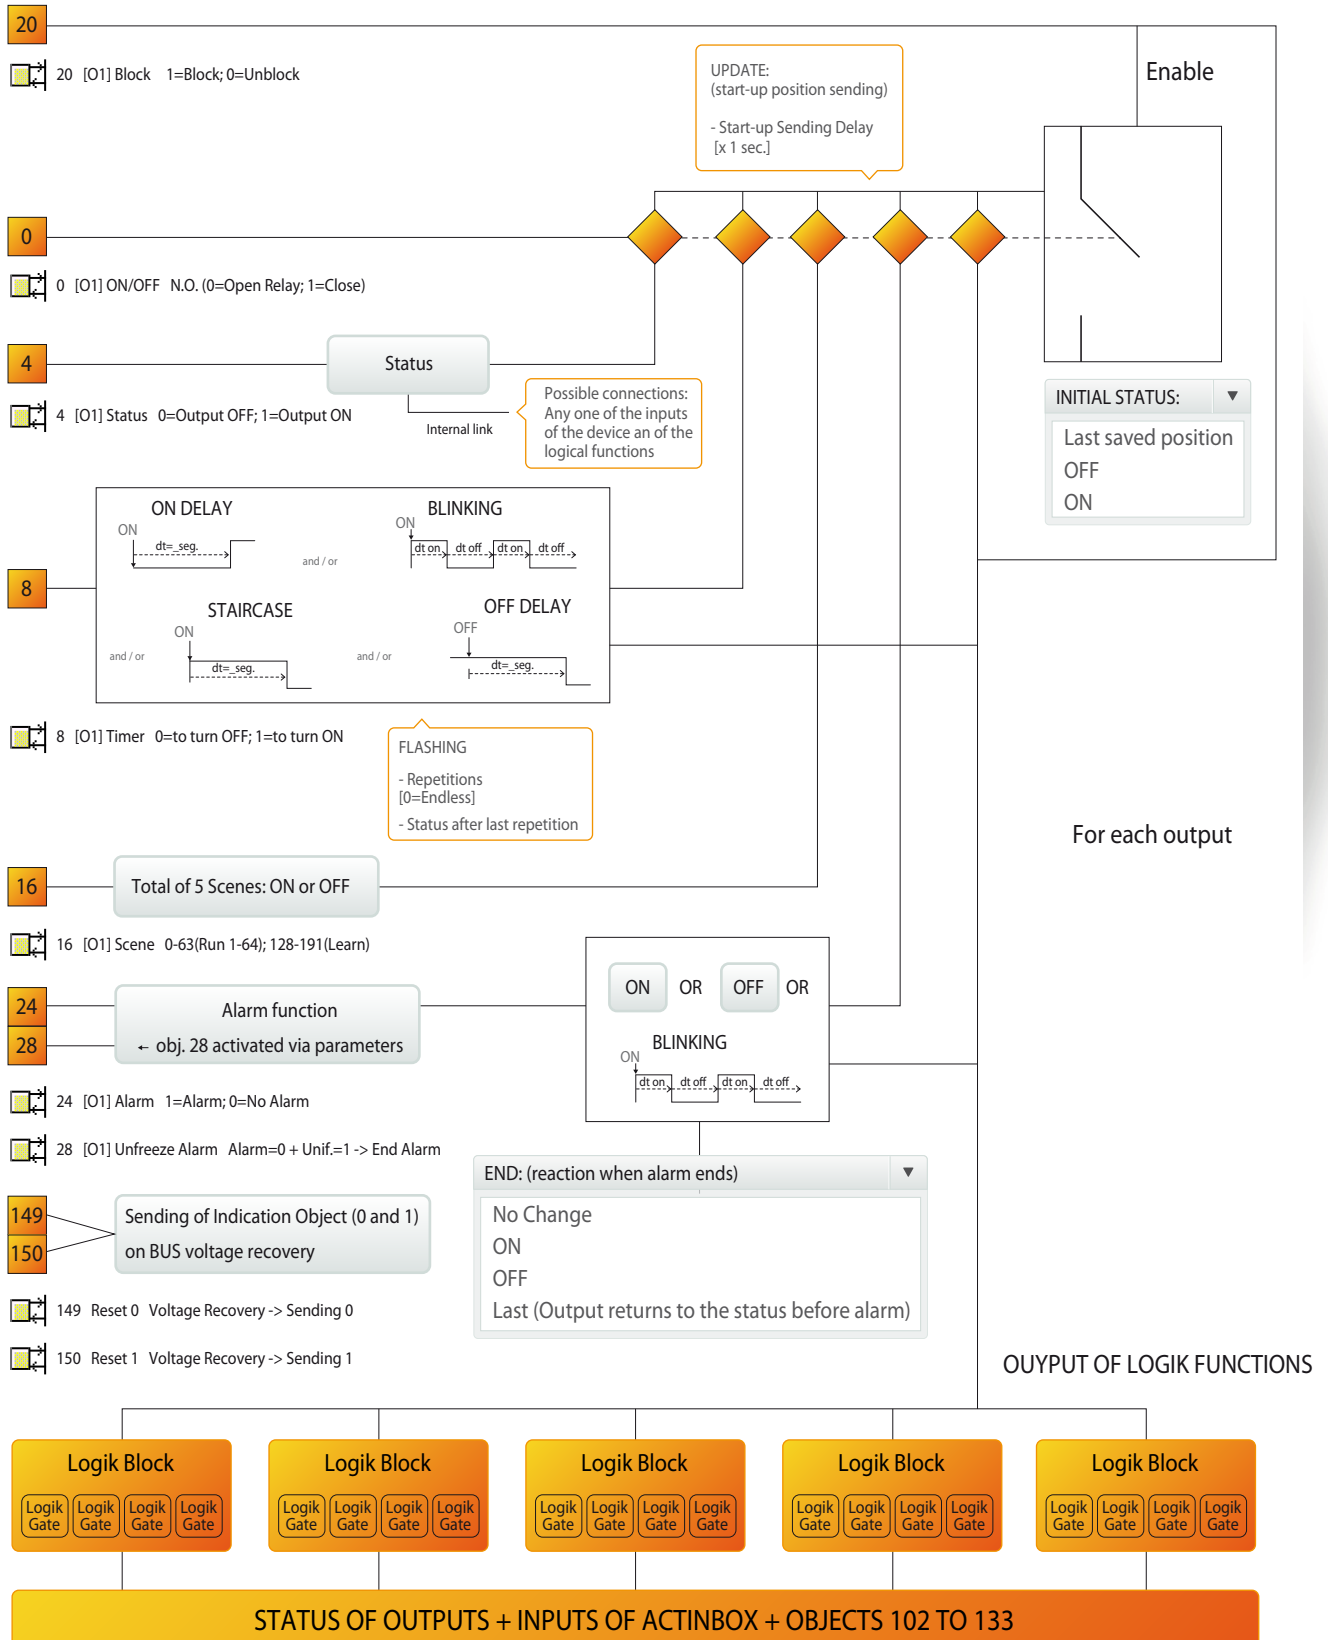 20
20 [O1] Block 1=Block; 0=Unblock
UPDATE:
(start-up position sending)
- Start-up Sending Delay
[x 1 sec.]
Enable
0
0 [O1] ON/OFF N.O. (0=Open Relay; 1=Close)
4
Status
4 [O1] Status 0=Output OFF; 1=Output ON
Internal link
Possible connections:
Any one of the inputs
of the device an of the
logical functions
INITIAL STATUS:
Last saved position
OFF
ON
8
ON DELAY
ON
dt=_seg.
and / or
BLINKING
ON
dt on dt off dt on dt off
and / or
STAIRCASE
ON
dt=_seg.
and / or
OFF DELAY
OFF
dt=_seg.
8 [O1] Timer 0=to turn OFF; 1=to turn ON
FLASHING
- Repetitions
[0=Endless]
- Status after last repetition
For each output
16
Total of 5 Scenes: ON or OFF
16 [O1] Scene 0-63(Run 1-64); 128-191(Learn)
24
28
Alarm function
← obj. 28 activated via parameters
ON OR OFF OR
BLINKING
ON
dt on dt off dt on dt off
24 [O1] Alarm 1=Alarm; 0=No Alarm
28 [O1] Unfreeze Alarm Alarm=0 + Unif.=1 -> End Alarm
END: (reaction when alarm ends)
No Change
ON
OFF
Last (Output returns to the status before alarm)
149
150
Sending of Indication Object (0 and 1)
on BUS voltage recovery
149 Reset 0 Voltage Recovery -> Sending 0
150 Reset 1 Voltage Recovery -> Sending 1
OUYPUT OF LOGIK FUNCTIONS
Logik Block
Logik Gate Logik Gate Logik Gate Logik Gate
Logik Block
Logik Gate Logik Gate Logik Gate Logik Gate
Logik Block
Logik Gate Logik Gate Logik Gate Logik Gate
Logik Block
Logik Gate Logik Gate Logik Gate Logik Gate
Logik Block
Logik Gate Logik Gate Logik Gate Logik Gate
STATUS OF OUTPUTS + INPUTS OF ACTINBOX + OBJECTS 102 TO 133